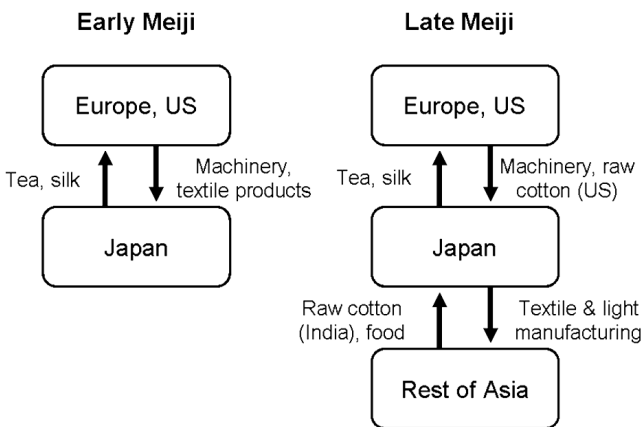 Early Meiji
Europe, US
Tea, silk
Machinery,
textile products
Japan
Late Meiji
Europe, US
Tea, silk
Machinery, raw
cotton (US)
Japan
Raw cotton
(India), food
Textile & light
manufacturing
Rest of Asia